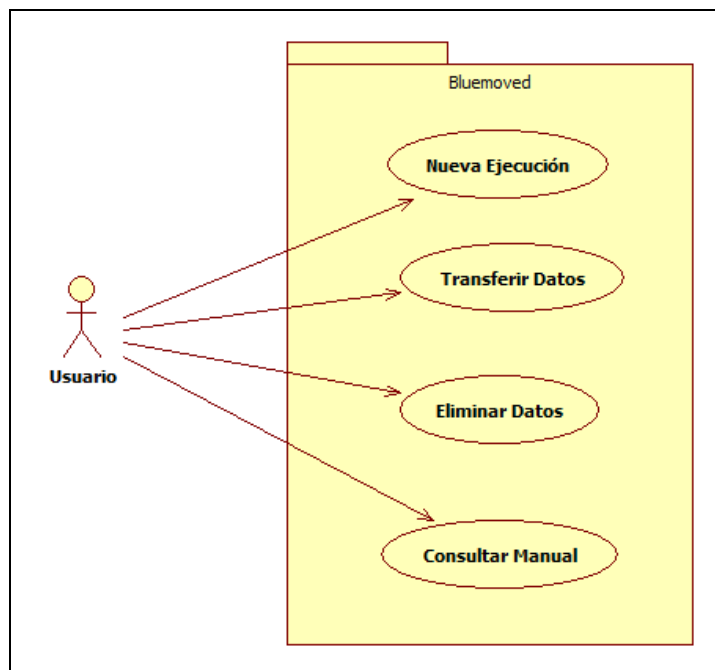 Bluemoved
Nueva Ejecución
Transferir Datos
Usuario
Eliminar Datos
Consultar Manual